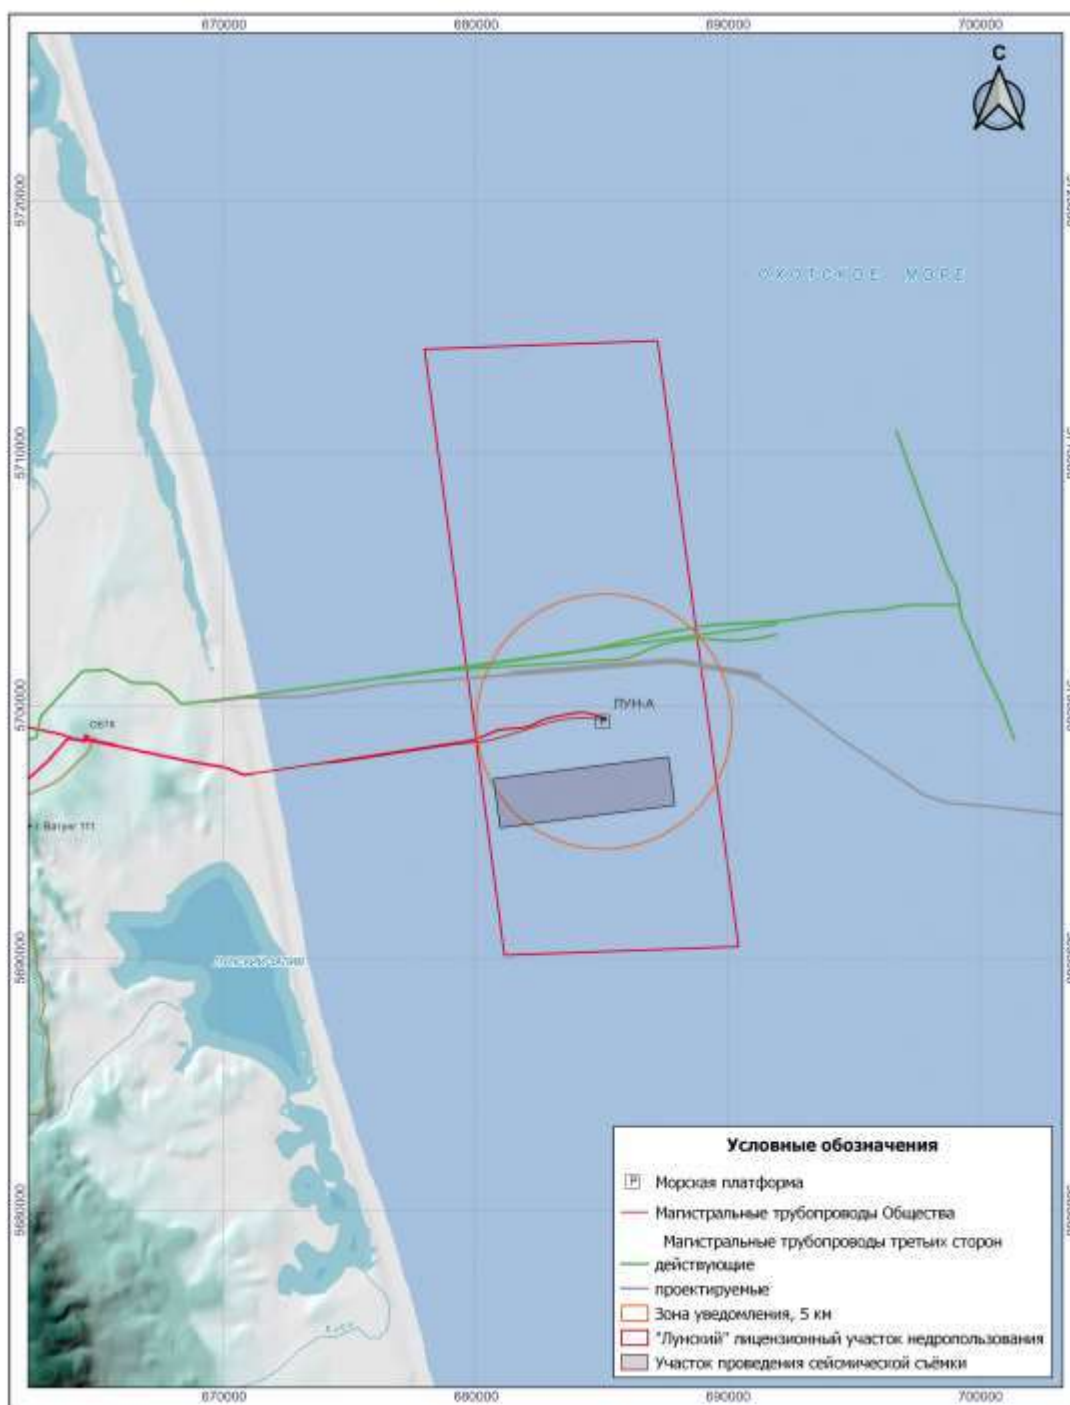 670000 680000 690000 700000
С
5720000
ОХОТСКОЕ МОРЕ
5710000
ЛУН-А
5700000
ОБТК
5690000
5680000
Условные обозначения
Р Морская платформа
Магистральные трубопроводы Общества
Магистральные трубопроводы третьих сторон
действующие
проектируемые
Зона уведомления, 5 км
"Лунский" лицензионный участок недропользования
Участок проведения сейсмической съёмки
670000 680000 690000 700000